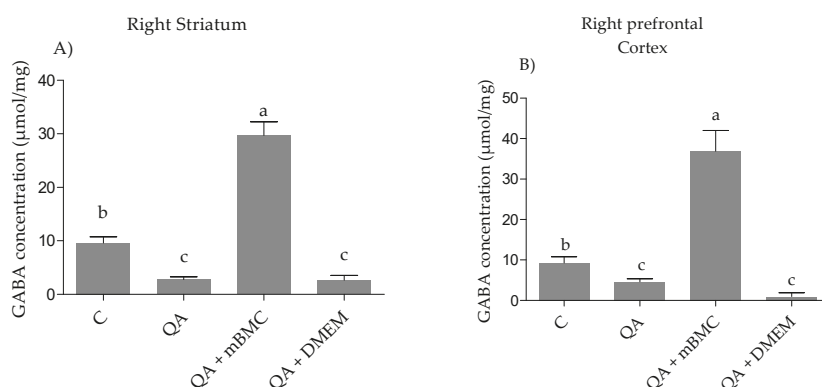 Right Striatum
A)
GABA concentration (μmol/mg)
40
30
20
10
0
b
c
a
c
C
QA
QA + mBMC
QA + DMEM
Right prefrontal
Cortex
B)
GABA concentration (μmol/mg)
50
40
30
20
10
0
b
c
a
c
C
QA
QA + mBMC
QA + DMEM